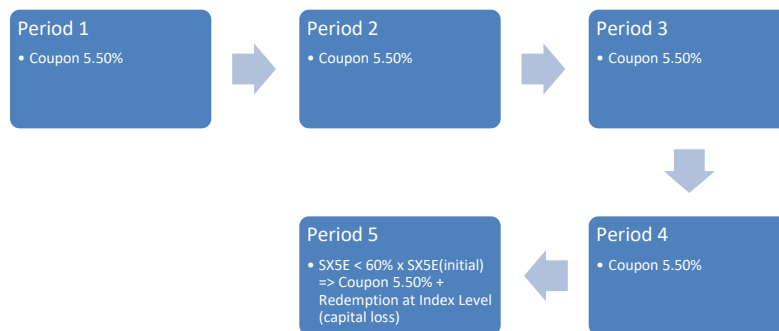 Period 1
• Coupon 5.50%
Period 2
• Coupon 5.50%
Period 3
• Coupon 5.50%
Period 4
• Coupon 5.50%
Period 5
• SX5E < 60% x SX5E(initial)
=> Coupon 5.50% +
Redemption at Index Level
(capital loss)